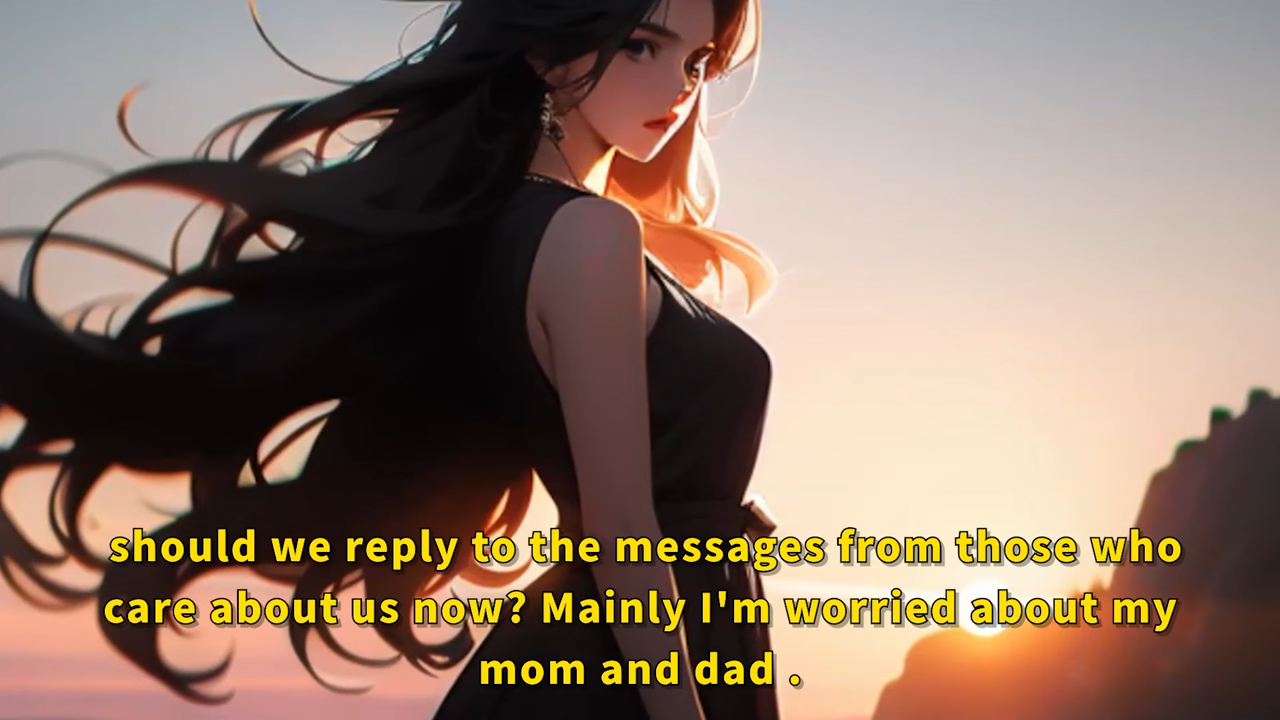 should we reply to the messages from those who
care about us now? Mainly I'm worried about my
mom and dad .